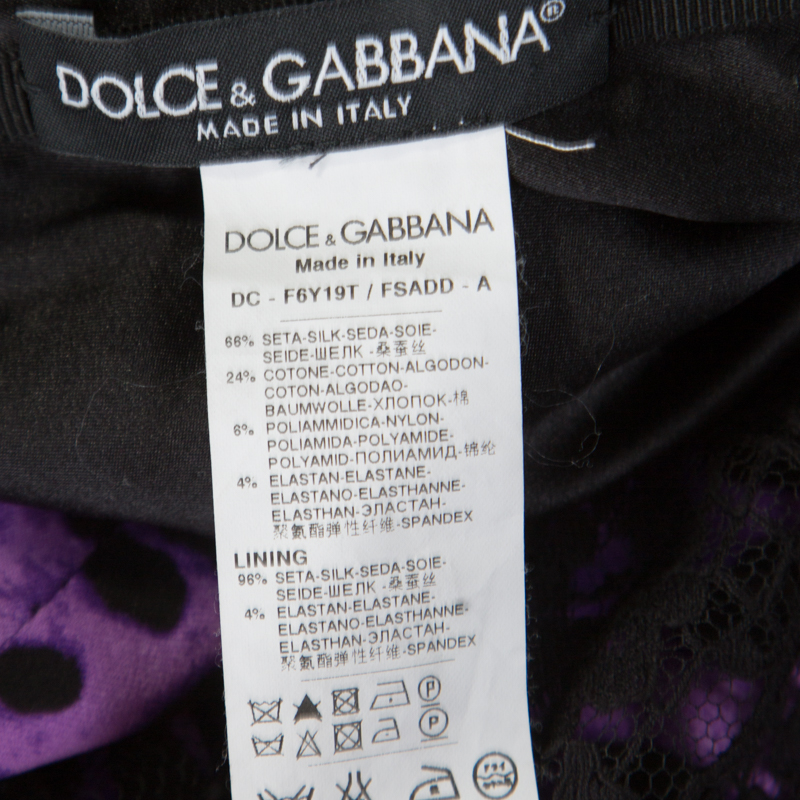 DOLCE & GABBANA®
MADE IN ITALY
DOLCE & GABBANA
Made in Italy
DC - F6Y19T / FSADD - A
66% SETA-SILK-SEDA-SOIE-
SEIDE-ШЕЛК -桑蚕丝
24% COTONE-COTTON-ALGODON-
COTON-ALGODAO-
BAUMWOLLE-ХЛОПОК-棉
6% POLIAMMIDICA-NYLON-
POLIAMIDA-POLYAMIDE-
POLYAMID-ПОЛИАМИД-锦纶
4% ELASTAN-ELASTANE-
ELASTANO-ELASTHANNE-
ELASTHAN-ЭЛАСТАН-
聚氨酯弹性纤维-SPANDEX
LINING
96% SETA-SILK-SEDA-SOIE-
SEIDE-ШЕЛК -桑蚕丝
4% ELASTAN-ELASTANE-
ELASTANO-ELASTHANNE-
ELASTHAN-ЭЛАСТАН-
聚氨酯弹性纤维-SPANDEX
P
P
ドライ